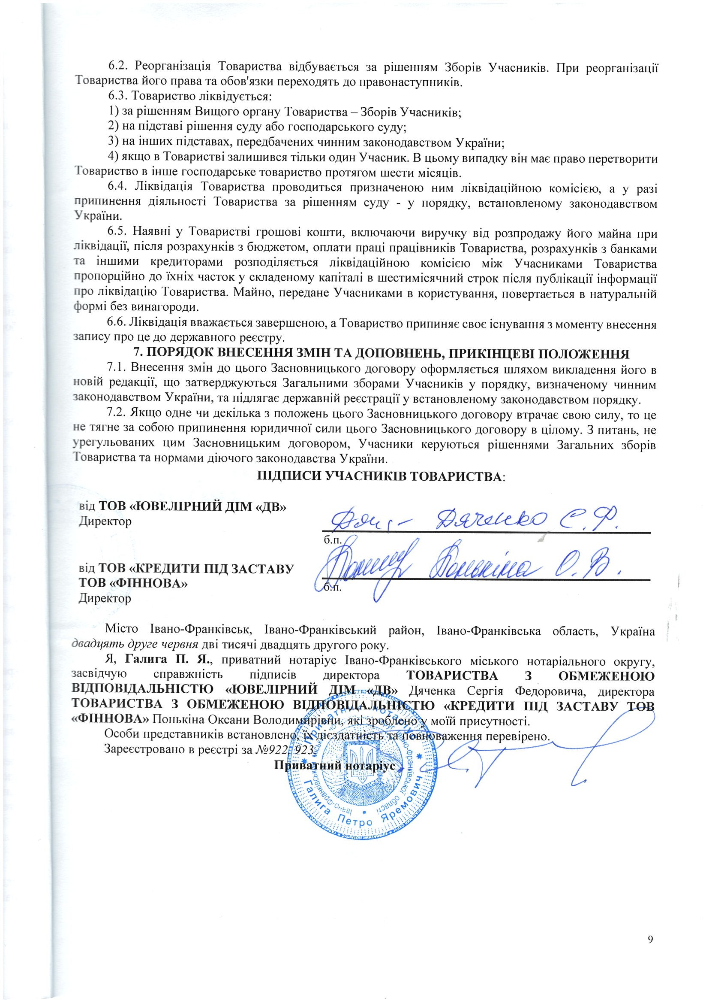 6.2. Реорганізація Товариства відбувається за рішенням Зборів Учасників. При реорганізації
Товариства його права та обов'язки переходять до правонаступників.
6.3. Товариство ліквідується:
1) за рішенням Вищого органу Товариства – Зборів Учасників;
2) на підставі рішення суду або господарського суду;
3) на інших підставах, передбачених чинним законодавством України;
4) якщо в Товаристві залишився тільки один Учасник. В цьому випадку він має право перетворити
Товариство в інше господарське товариство протягом шести місяців.
6.4. Ліквідація Товариства проводиться призначеною ним ліквідаційною комісією, а у разі
припинення діяльності Товариства за рішенням суду - у порядку, встановленому законодавством
України.
6.5. Наявні у Товаристві грошові кошти, включаючи виручку від розпродажу його майна при
ліквідації, після розрахунків з бюджетом, оплати праці працівників Товариства, розрахунків з банками
та іншими кредиторами розподіляється ліквідаційною комісією між Учасниками Товариства
пропорційно до їхніх часток у складеному капіталі в шестимісячний строк після публікації інформації
про ліквідацію Товариства. Майно, передане Учасниками в користування, повертається в натуральній
формі без винагороди.
6.6. Ліквідація вважається завершеною, а Товариство припиняє своє існування з моменту внесення
запису про це до державного реєстру.
7. ПОРЯДОК ВНЕСЕННЯ ЗМІН ТА ДОПОВНЕНЬ, ПРИКІНЦЕВІ ПОЛОЖЕННЯ
7.1. Внесення змін до цього Засновницького договору оформляється шляхом викладення його в
новій редакції, що затверджуються Загальними зборами Учасників у порядку, визначеному чинним
законодавством України, та підлягає державній реєстрації у встановленому законодавством порядку.
7.2. Якщо одне чи декілька з положень цього Засновницького договору втрачає свою силу, то це
не тягне за собою припинення юридичної сили цього Засновницького договору в цілому. З питань, не
урегульованих цим Засновницьким договором, Учасники керуються рішеннями Загальних зборів
Товариства та нормами діючого законодавства України.
ПІДПИСИ УЧАСНИКІВ ТОВАРИСТВА:
від ТОВ «ЮВЕЛІРНИЙ ДІМ «ДВ»
Директор
Дяченко С.Ф.
б.п.
від ТОВ «КРЕДИТИ ПІД ЗАСТАВУ
ТОВ «ФІННОВА»
Директор
Понькіна О.В.
б.п.
Місто Івано-Франківськ, Івано-Франківський район, Івано-Франківська область, Україна
двадцять друге червня дві тисячі двадцять другого року.
Я, Галига П. Я., приватний нотаріус Івано-Франківського міського нотаріального округу,
засвідчую справжність підписів директора ТОВАРИСТВА З ОБМЕЖЕНОЮ
ВІДПОВІДАЛЬНІСТЮ «ЮВЕЛІРНИЙ ДІМ «ДВ» Дяченка Сергія Федоровича, директора
ТОВАРИСТВА З ОБМЕЖЕНОЮ ВІДПОВІДАЛЬНІСТЮ «КРЕДИТИ ПІД ЗАСТАВУ ТОВ
«ФІННОВА» Понькіна Оксани Володимирівни, які зроблено у моїй присутності.
Особи представників встановлено, їх дієздатність та повноваження перевірено.
Зареєстровано в реєстрі за №922, 923
Приватний нотаріус
Приватний нотаріус
Галига Петро Яремович
9